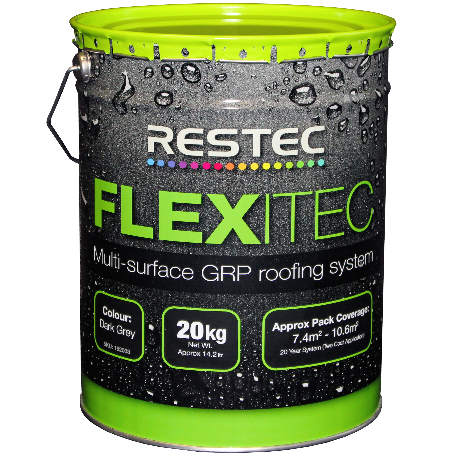 RESTEC
FLEXITEC
Multi-surface GRP roofing system
Colour:
Dark Grey
20kg
Net Wt.
Approx 14.2ltr
Approx Pack Coverage:
7.4m² - 10.6m²
20 Year System (Two Coat Application)